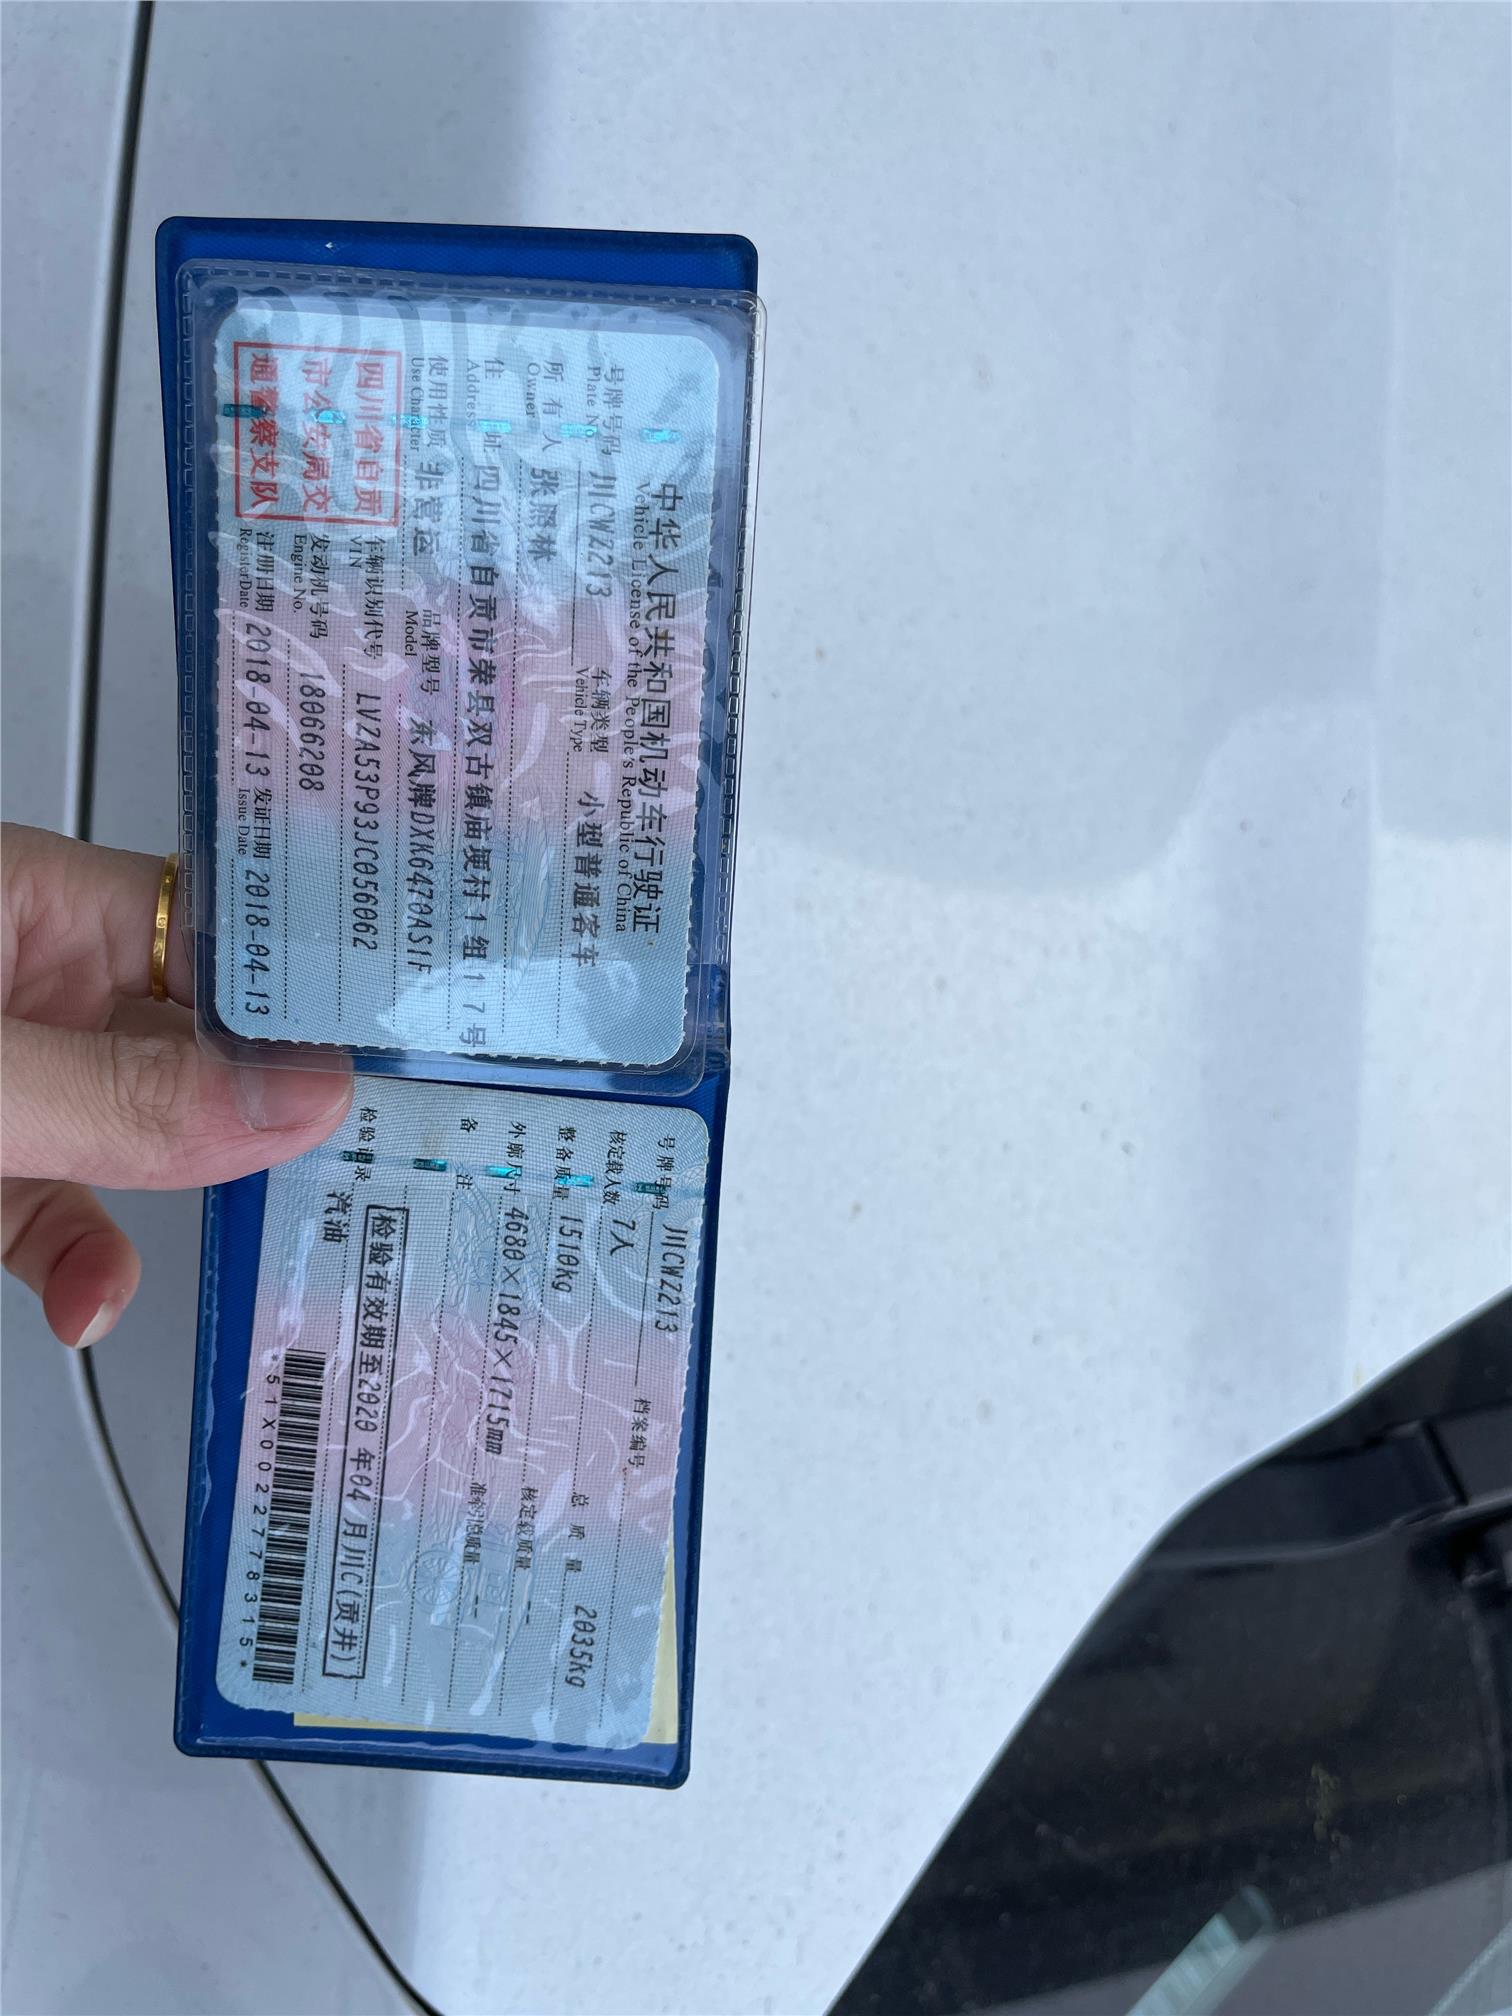 中华人民共和国机动车行驶证
Vehicle License of the People's Republic of China
号牌号码 川CWZ213 车辆类型 小型普通客车
Plate No. Vehicle Type
所有人 张照林
Owner
住址 四川省自贡市荣县双古镇庙埂村1组17号
Address
使用性质 非营运 品牌型号 东风牌DXK6470AS1F
Use Character Model
四川省自贡
市公安局交
通警察支队
车辆识别代号 LVZA53P93JC056062
VIN
发动机号码 18066208
Engine No.
注册日期 2018-04-13 发证日期 2018-04-13
Register Date Issue Date
号牌号码 川CWZ213 档案编号
核定载人数 7人 总质量 2035kg
整备质量 1510kg 核定载质量 --
外廓尺寸 4680×1845×1715mm 准牵引总质量 --
备注
检验有效期至2020年04月川C(贡井)
检验记录 汽油
*51X0022778315*